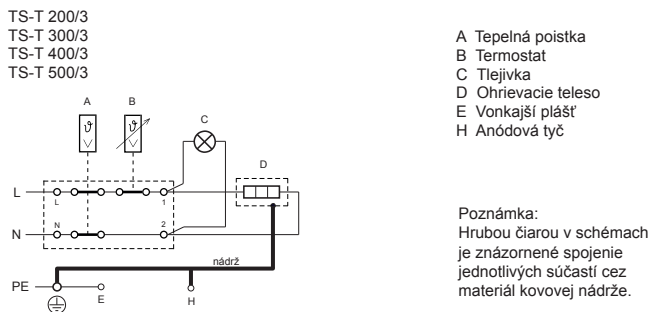 TS-T 200/3
TS-T 300/3
TS-T 400/3
TS-T 500/3
A Tepelná poistka
B Termostat
C Tlejivka
D Ohrievacie teleso
E Vonkajší plášť
H Anódová tyč
A
B
C
ϑ
ϑ
D
L
L
1
N
N
2
nádrž
PE
E
H
Poznámka:
Hrubou čiarou v schémach
je znázornené spojenie
jednotlivých súčastí cez
materiál kovovej nádrže.